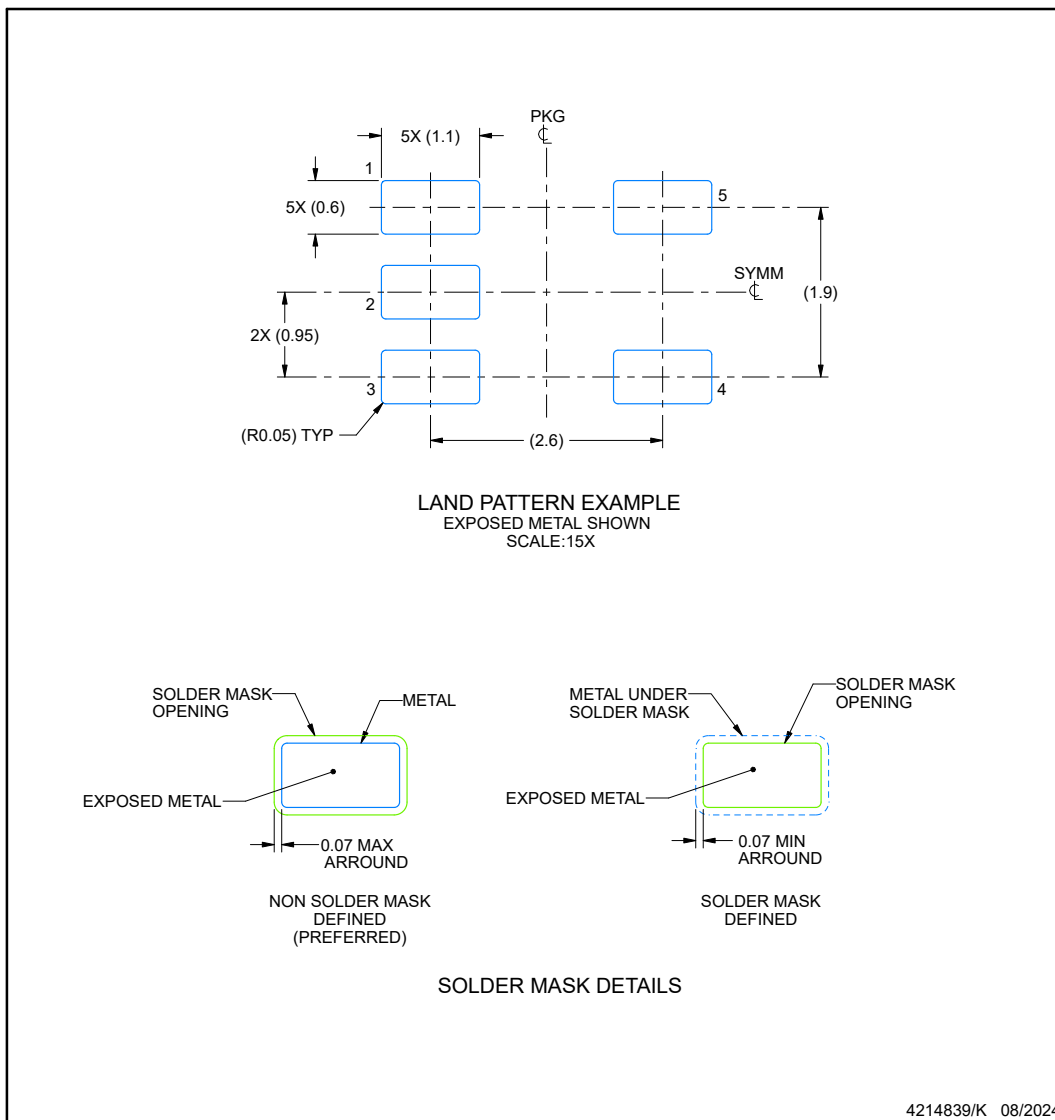 PKG
℄
5X (1.1)
1
5X (0.6)
5
SYMM
℄
(1.9)
2
2X (0.95)
3
4
(R0.05) TYP
(2.6)
LAND PATTERN EXAMPLE
EXPOSED METAL SHOWN
SCALE:15X
SOLDER MASK
OPENING
METAL
EXPOSED METAL
0.07 MAX
ARROUND
NON SOLDER MASK
DEFINED
(PREFERRED)
METAL UNDER
SOLDER MASK
SOLDER MASK
OPENING
EXPOSED METAL
0.07 MIN
ARROUND
SOLDER MASK
DEFINED
SOLDER MASK DETAILS
4214839/K 08/2024